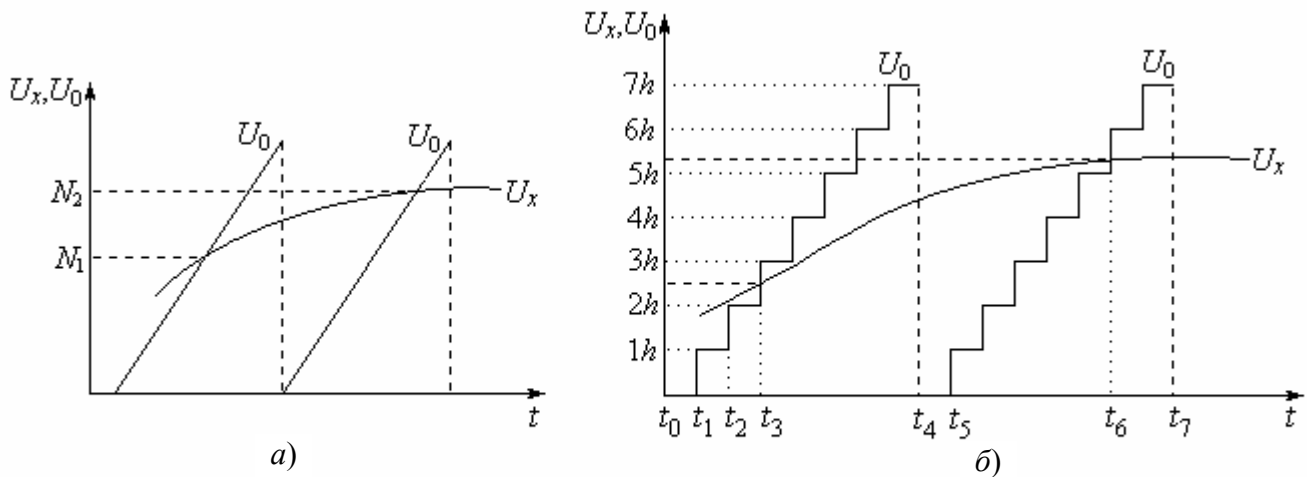 Uₓ,U₀
U₀
U₀
N₂
Uₓ
N₁
t
а)
Uₓ,U₀
U₀
U₀
7h
6h
5h
Uₓ
4h
3h
2h
1h
t₀ t₁ t₂ t₃ t₄ t₅ t₆ t₇ t
б)